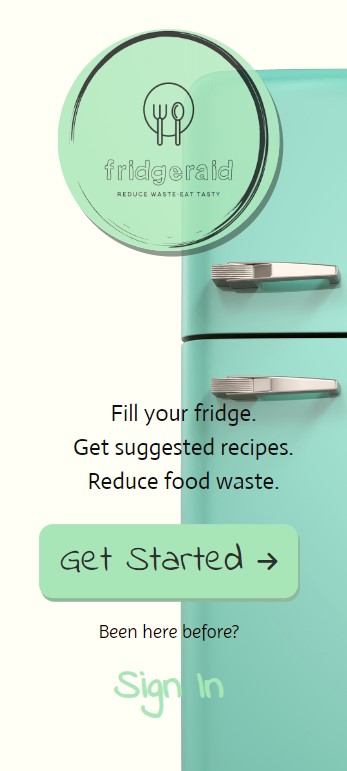 fridgeraid
REDUCE WASTE·EAT TASTY
Fill your fridge.
Get suggested recipes.
Reduce food waste.
Get Started →
Been here before?
Sign In